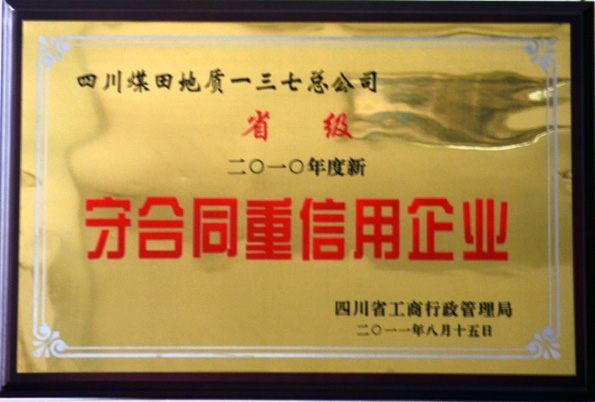 四川煤田地质一三七总公司
省级
二〇一〇年度新
守合同重信用企业
四川省工商行政管理局
二〇一一年八月十五日